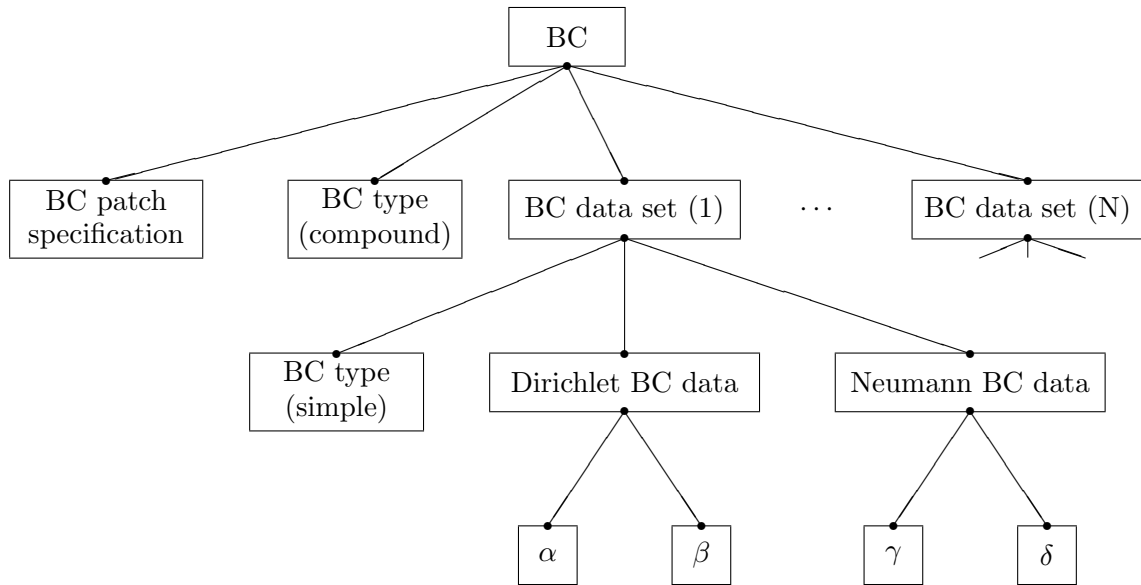 BC
BC patch
specification
BC type
(compound)
BC data set (1)
...
BC data set (N)
BC type
(simple)
Dirichlet BC data
Neumann BC data
α
β
γ
δ